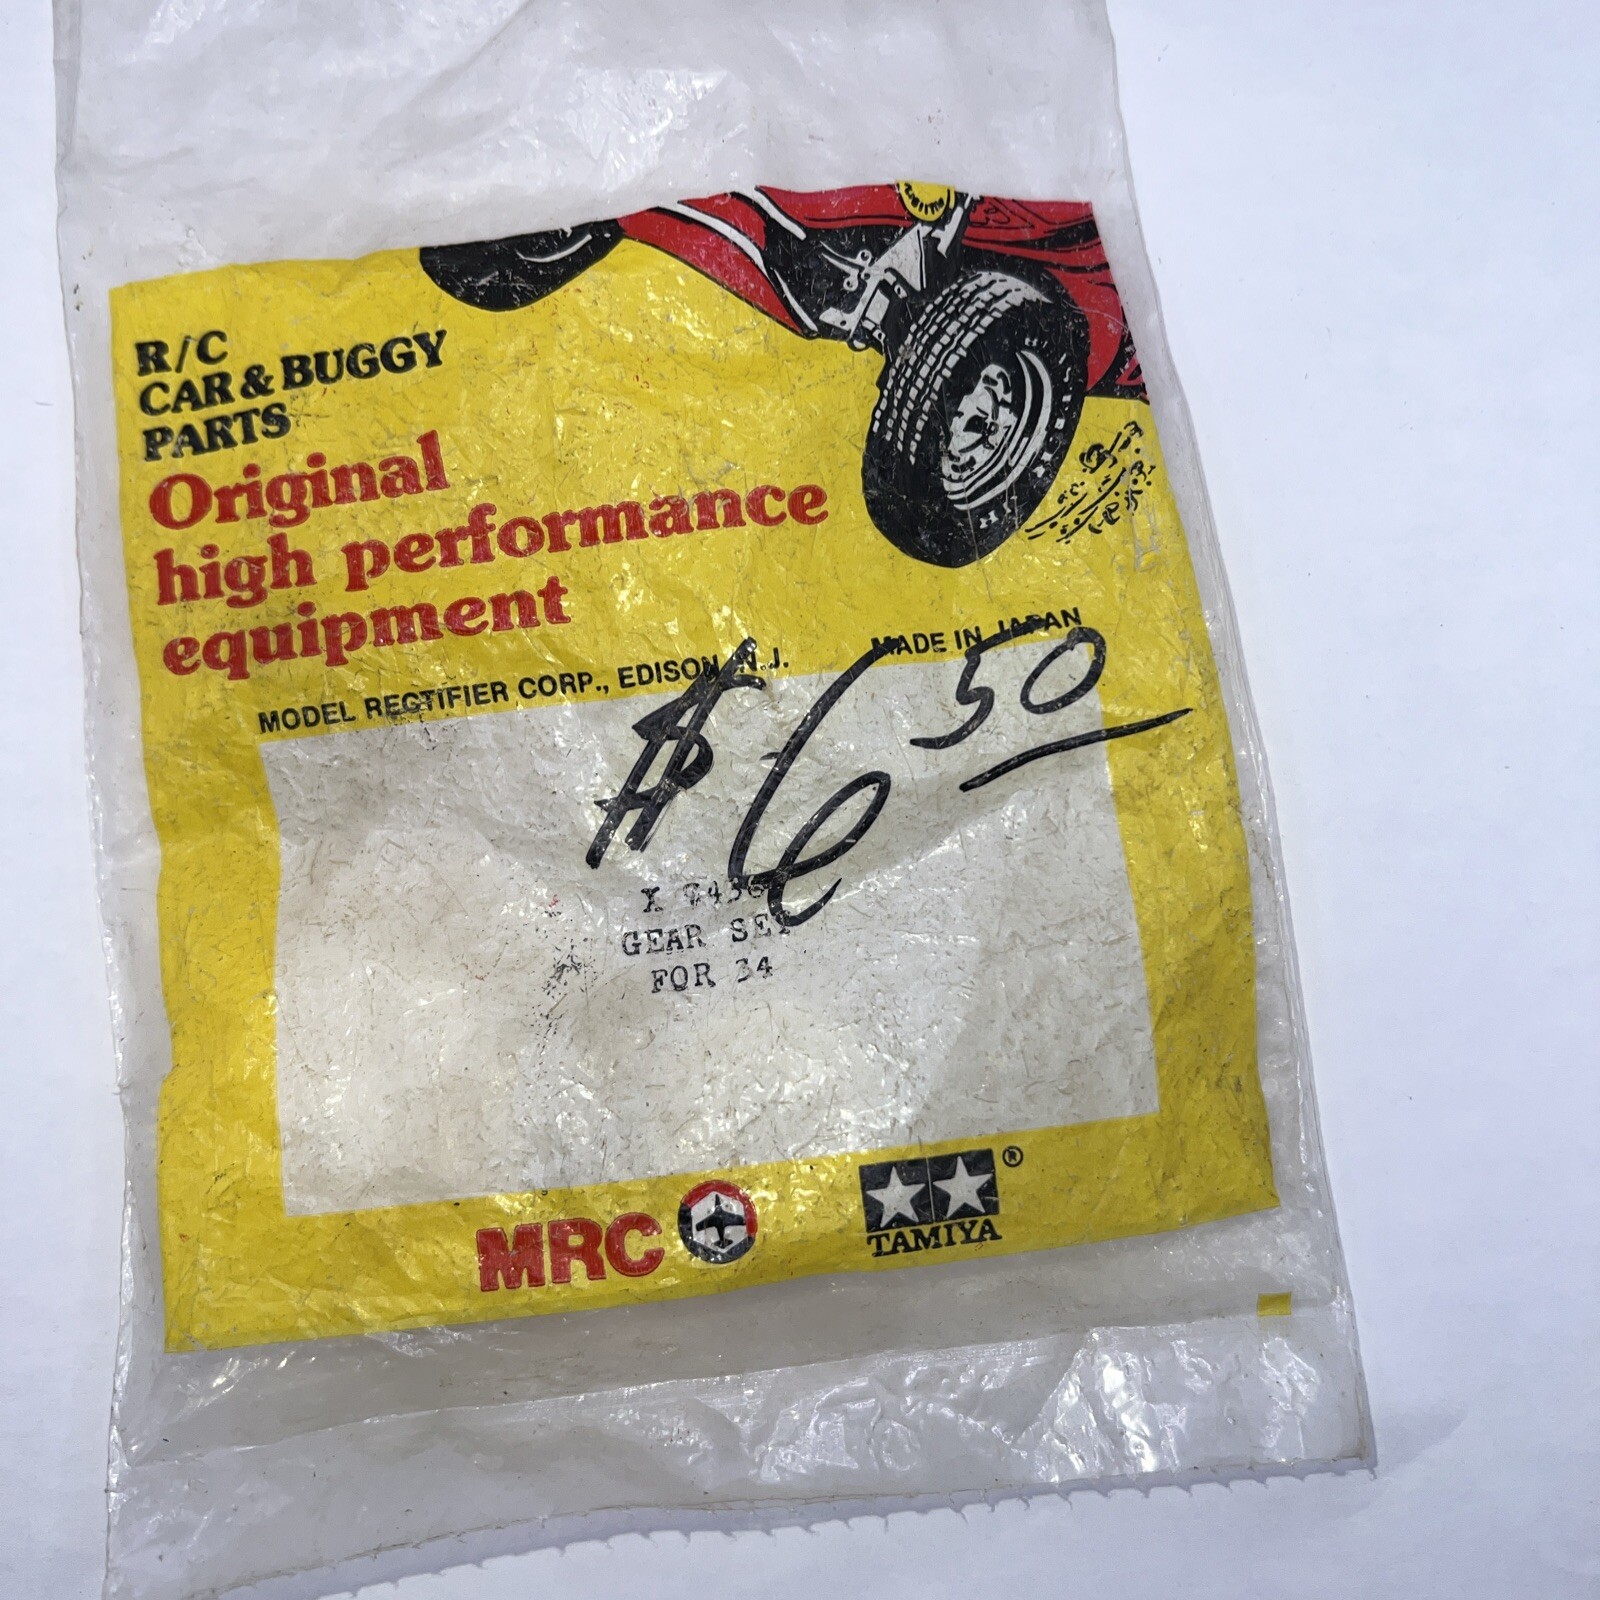 R/C
CAR & BUGGY
PARTS
Original
high performance
equipment
MODEL RECTIFIER CORP., EDISON, N.J.
MADE IN JAPAN
$6 50
GEAR SET
FOR 34
MRC
TAMIYA®